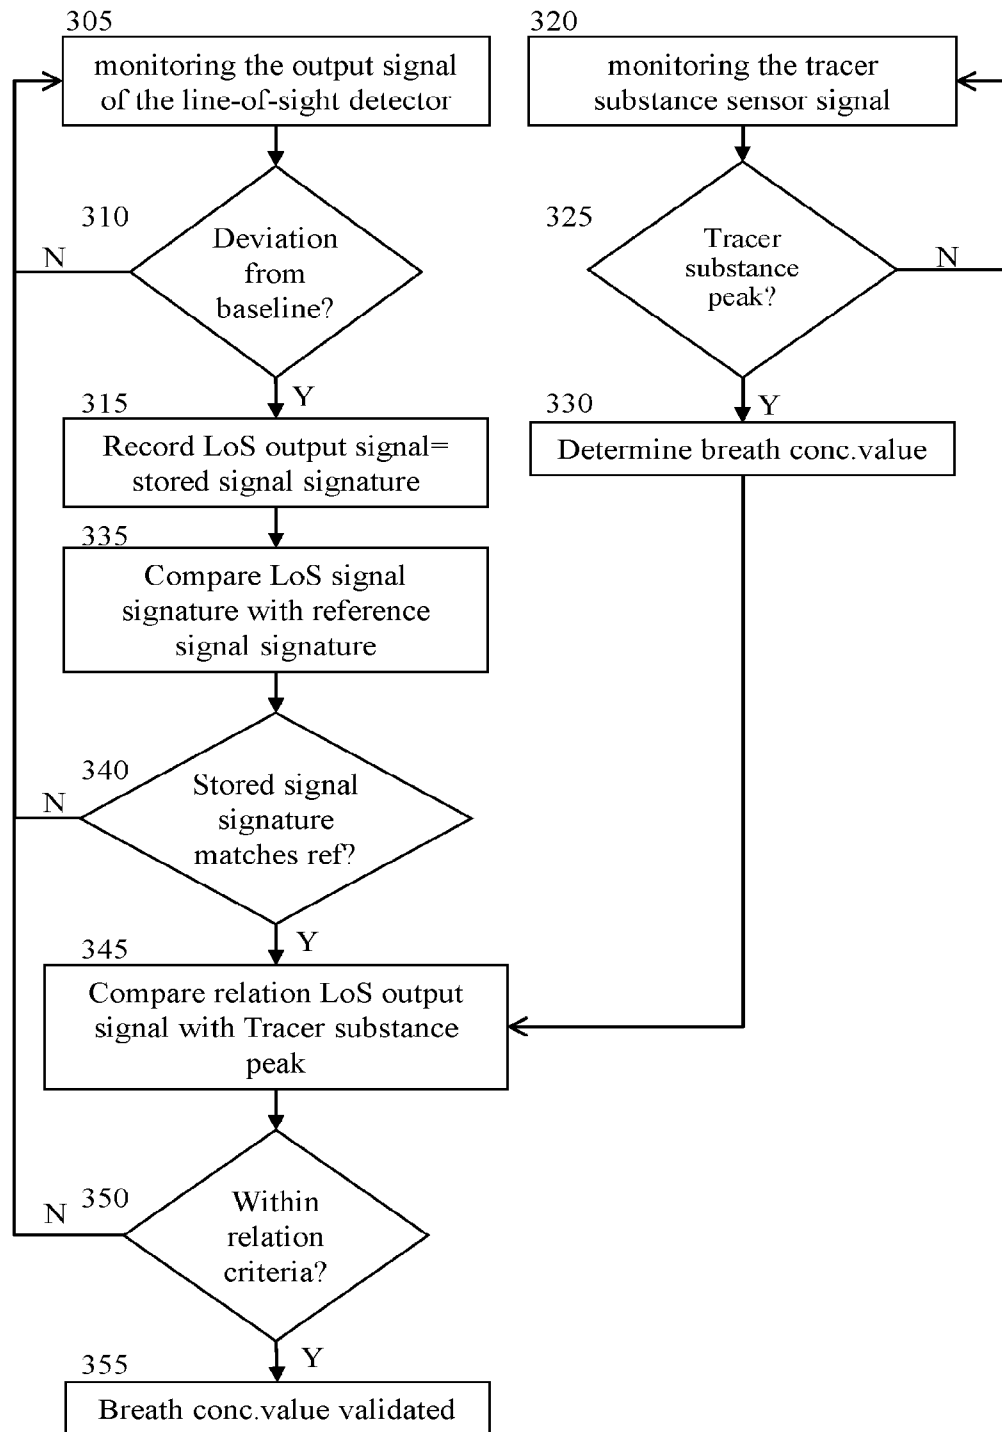 305
monitoring the output signal
of the line-of-sight detector
310
Deviation
from
baseline?
N
Y
315
Record LoS output signal=
stored signal signature
335
Compare LoS signal
signature with reference
signal signature
340
Stored signal
signature
matches ref?
N
Y
345
Compare relation LoS output
signal with Tracer substance
peak
350
Within
relation
criteria?
N
Y
355
Breath conc.value validated
320
monitoring the tracer
substance sensor signal
325
Tracer
substance
peak?
N
Y
330
Determine breath conc.value